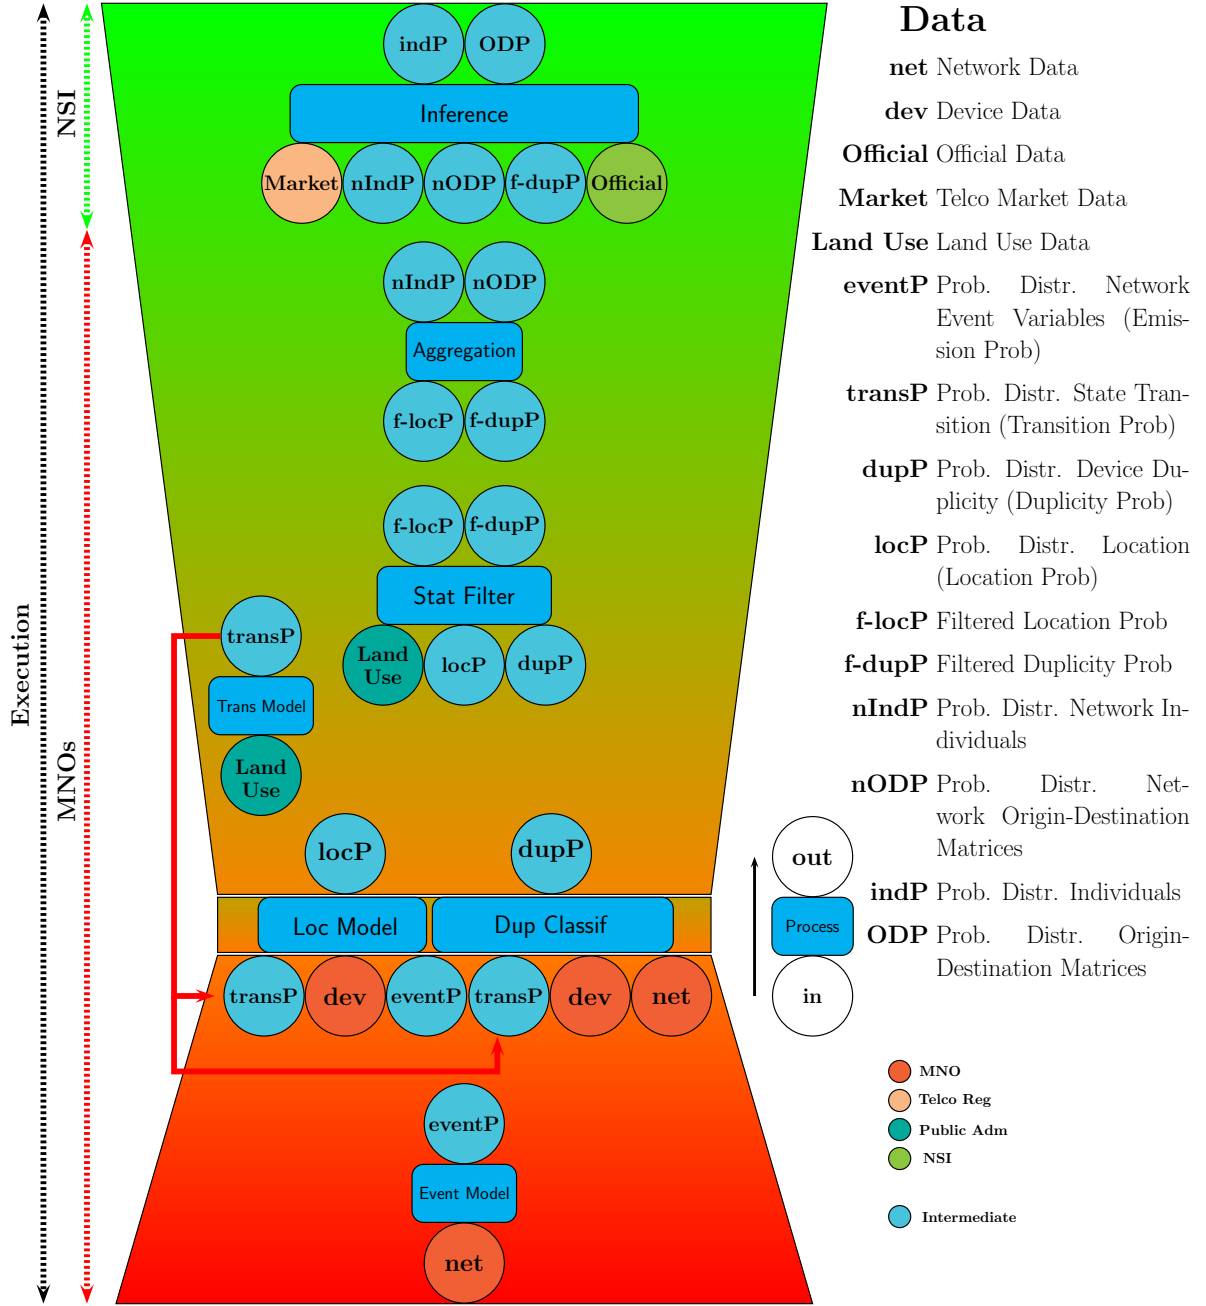 Execution
NSI
MNOs
indP ODP
Inference
Market nIndP nODP f-dupP Official
nIndP nODP
Aggregation
f-locP f-dupP
f-locP f-dupP
Stat Filter
Land
Use
locP dupP
transP
Trans Model
Land
Use
locP dupP
Loc Model Dup Classif
transP dev eventP transP dev net
eventP
Event Model
net
out
Process
in
Data
net Network Data
dev Device Data
Official Official Data
Market Telco Market Data
Land Use Land Use Data
eventP Prob. Distr. Network
Event Variables (Emis-
sion Prob)
transP Prob. Distr. State Tran-
sition (Transition Prob)
dupP Prob. Distr. Device Du-
plicity (Duplicity Prob)
locP Prob. Distr. Location
(Location Prob)
f-locP Filtered Location Prob
f-dupP Filtered Duplicity Prob
nIndP Prob. Distr. Network In-
dividuals
nODP Prob. Distr. Net-
work Origin-Destination
Matrices
indP Prob. Distr. Individuals
ODP Prob. Distr. Origin-
Destination Matrices
MNO
Telco Reg
Public Adm
NSI
Intermediate